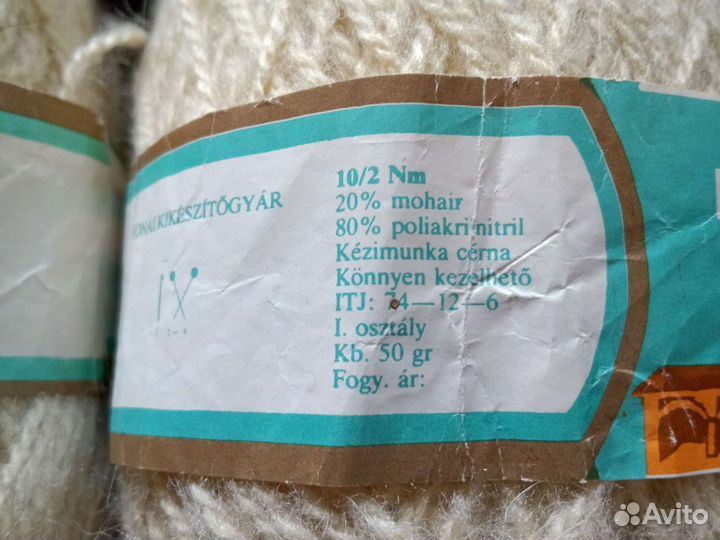 FONALKIKÉSZÍTŐGYÁR
10/2 Nm
20% mohair
80% poliakrilnitril
Kézimunka cérna
Könnyen kezelhető
ITJ: 74—12—6
I. osztály
Kb. 50 gr
Fogy. ár:
Avito